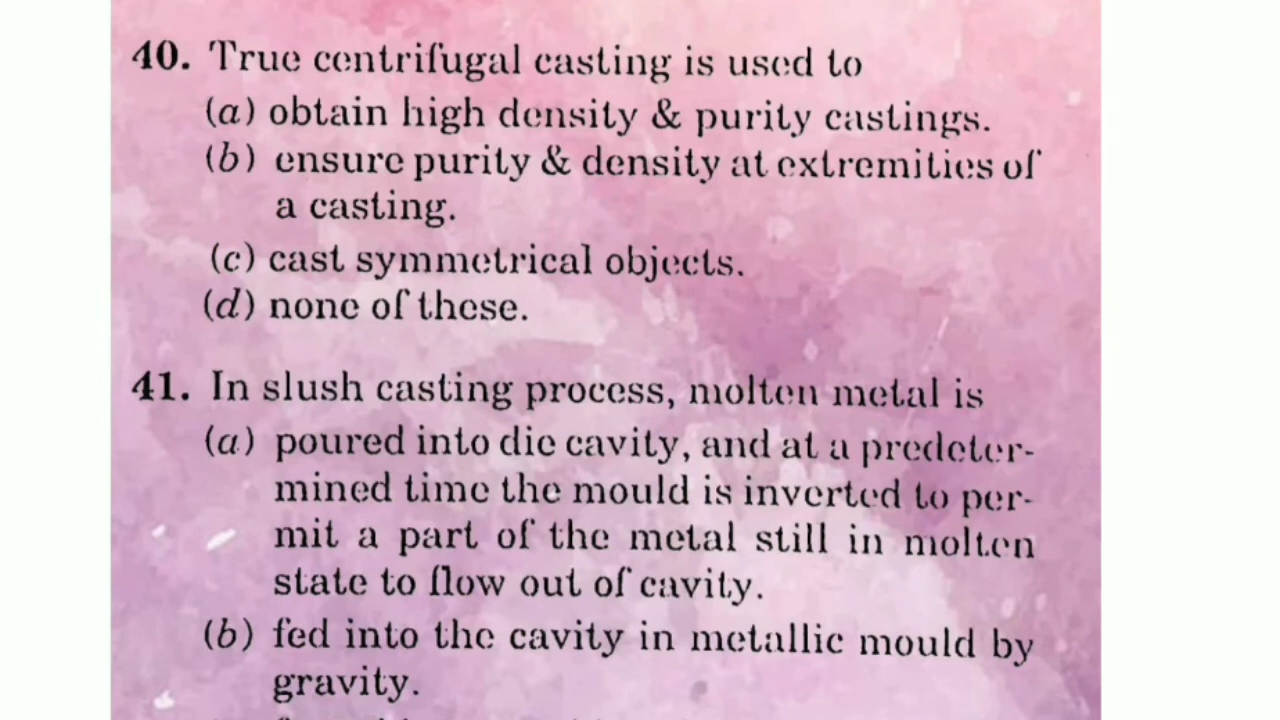 40. True centrifugal casting is used to
(a) obtain high density & purity castings.
(b) ensure purity & density at extremities of
a casting.
(c) cast symmetrical objects.
(d) none of these.
41. In slush casting process, molten metal is
(a) poured into die cavity, and at a predeter-
mined time the mould is inverted to per-
mit a part of the metal still in molten
state to flow out of cavity.
(b) fed into the cavity in metallic mould by
gravity.